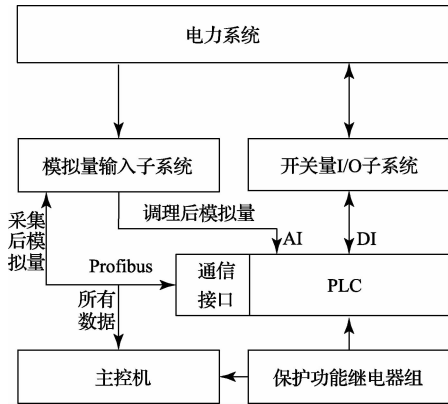 电力系统
模拟量输入子系统
开关量I/O子系统
采集
后模
拟量
调理后模拟量
AI
DI
Profibus
通信
接口
PLC
所有
数据
主控机
保护功能继电器组